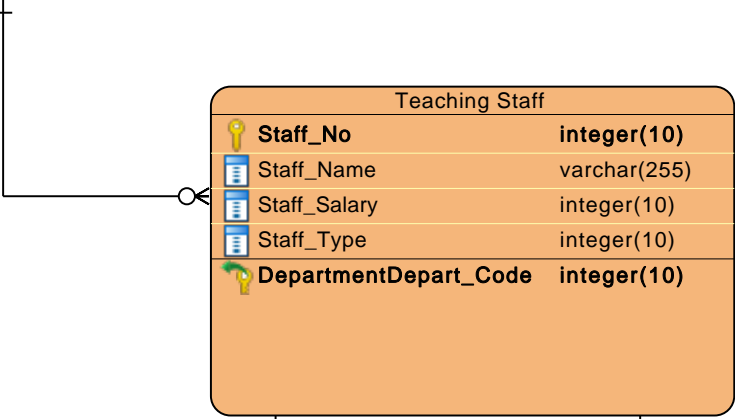 Teaching Staff
Staff_No integer(10)
Staff_Name varchar(255)
Staff_Salary integer(10)
Staff_Type integer(10)
DepartmentDepart_Code integer(10)